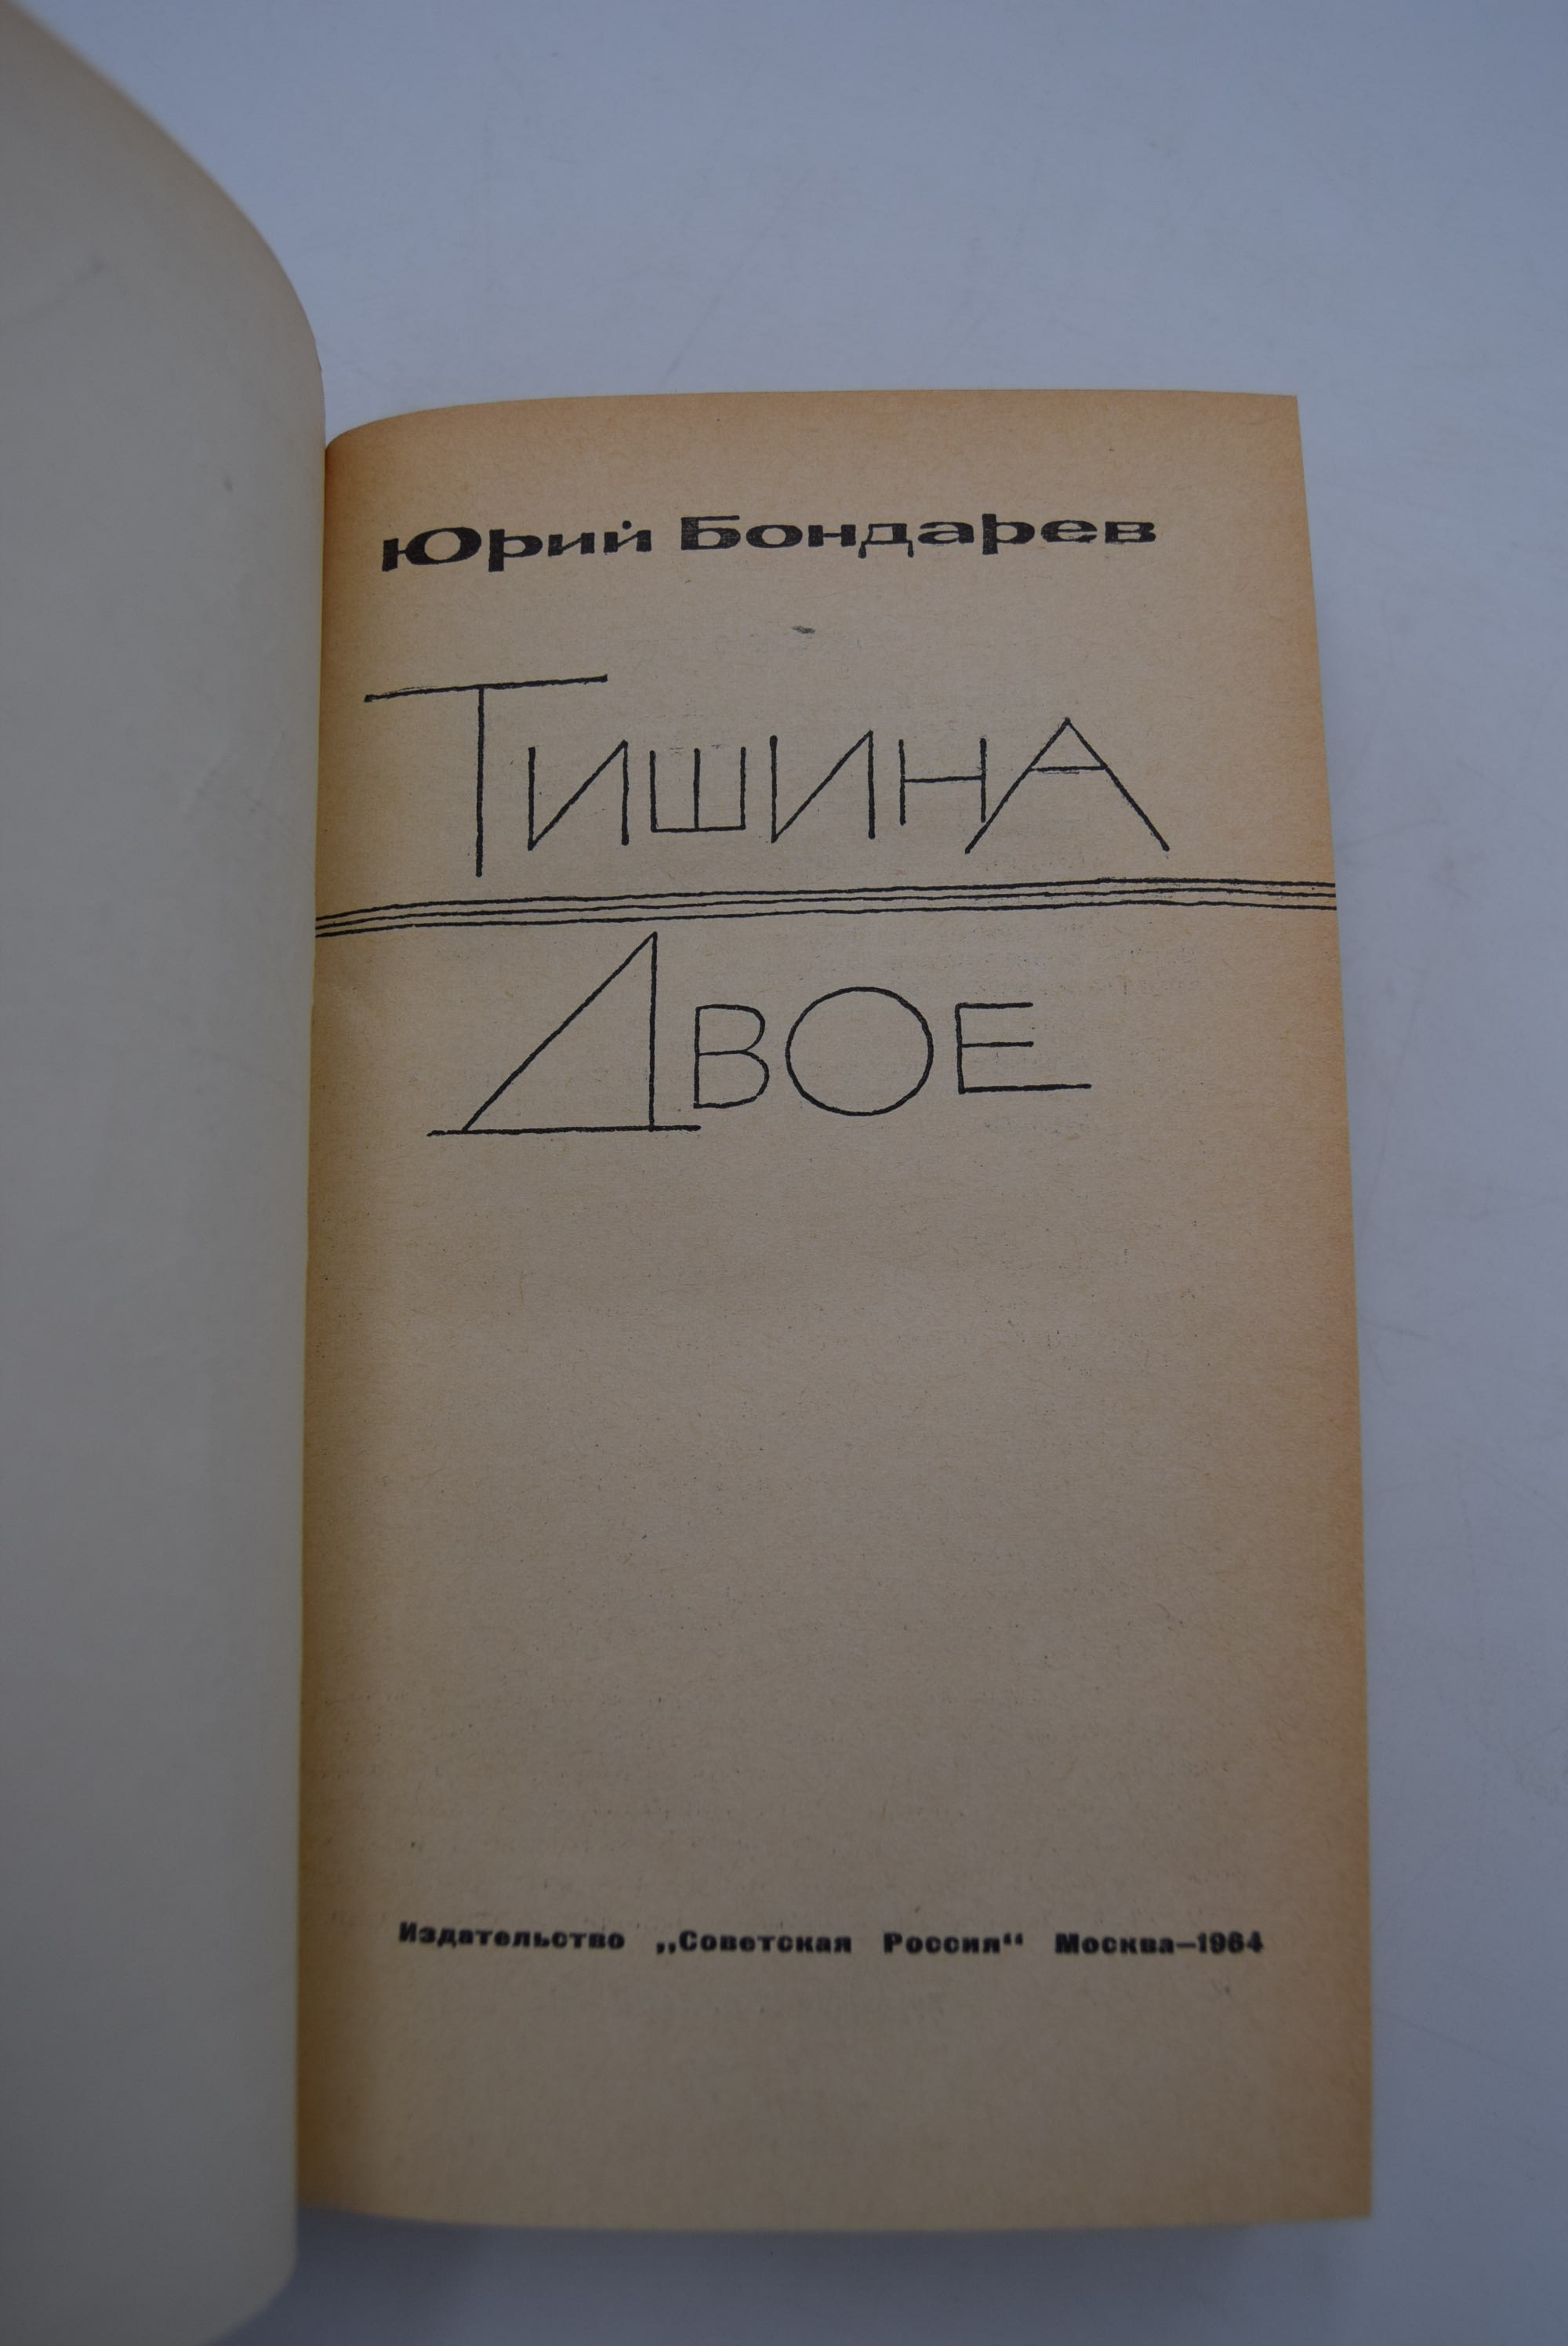 Юрий Бондарев
Тишина
Двое
Издательство „Советская Россия“ Москва—1964